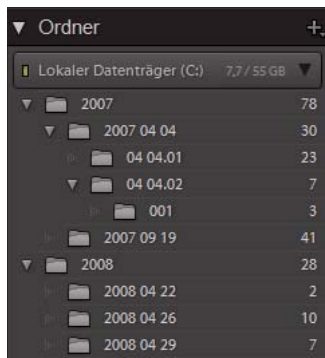 Ordner
Lokaler Datenträger (C:) 7,7 / 55 GB
2007 78
2007 04 04 30
04 04.01 23
04 04.02 7
001 3
2007 09 19 41
2008 28
2008 04 22 2
2008 04 26 10
2008 04 29 7